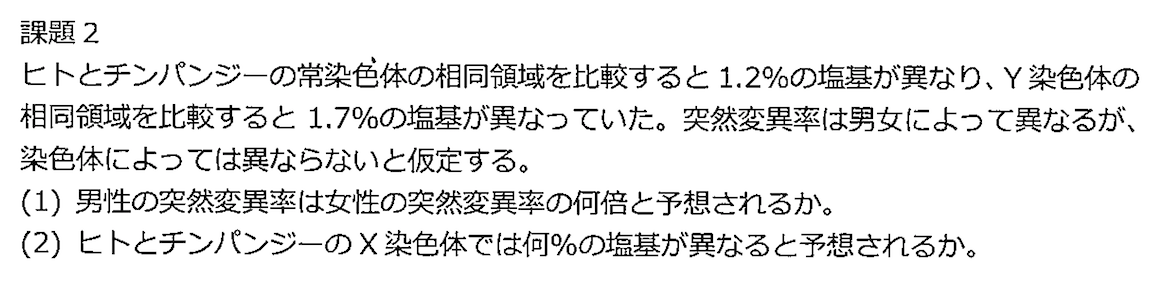 課題2
ヒトとチンパンジーの常染色体の相同領域を比較すると1.2%の塩基が異なり、Y染色体の
相同領域を比較すると 1.7%の塩基が異なっていた。突然変異率は男女によって異なるが、
染色体によっては異ならないと仮定する。
(1) 男性の突然変異率は女性の突然変異率の何倍と予想されるか。
(2) ヒトとチンパンジーのX染色体では何%の塩基が異なると予想されるか。